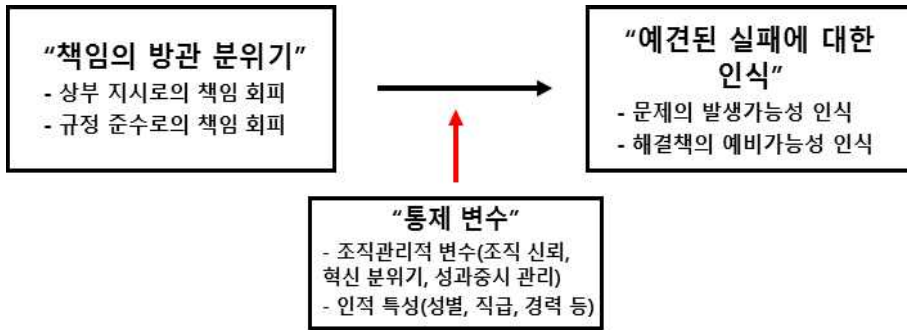 “책임의 방관 분위기”
- 상부 지시로의 책임 회피
- 규정 준수로의 책임 회피
“예견된 실패에 대한
인식”
- 문제의 발생가능성 인식
- 해결책의 예비가능성 인식
“통제 변수”
- 조직관리적 변수(조직 신뢰,
혁신 분위기, 성과중시 관리)
- 인적 특성(성별, 직급, 경력 등)